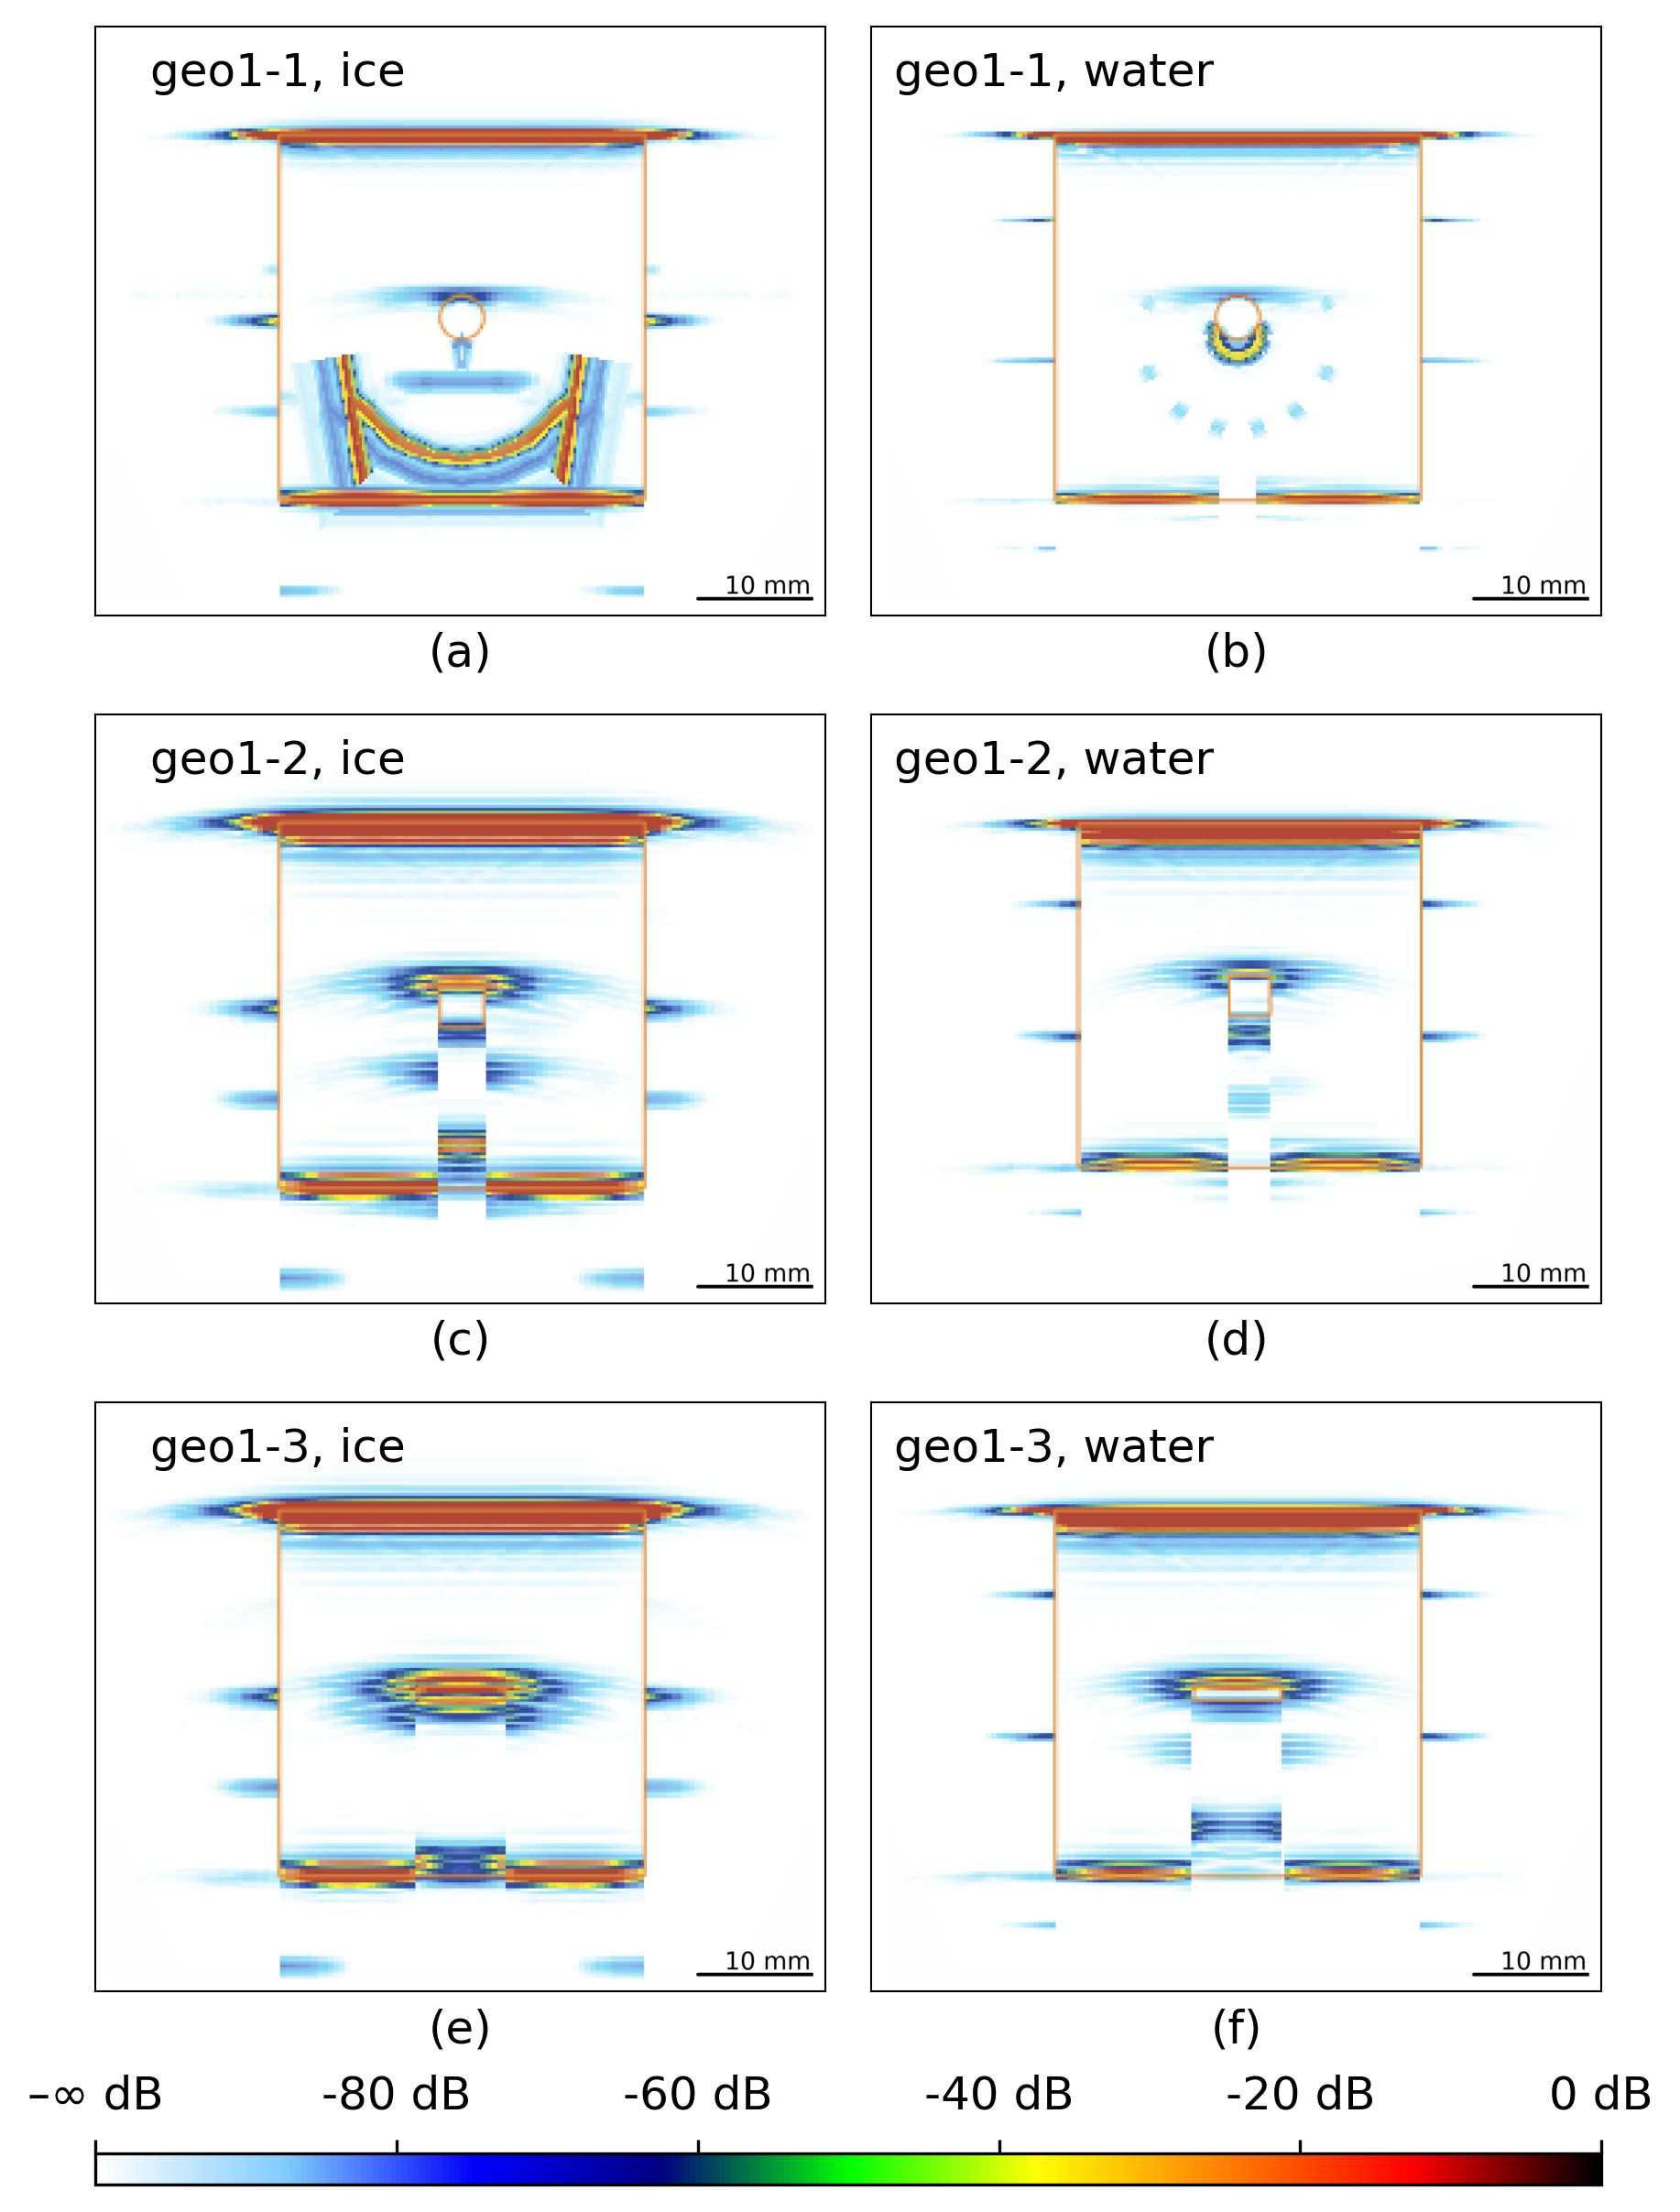 geo1-1, ice
geo1-1, water
10 mm
10 mm
(a)
(b)
geo1-2, ice
geo1-2, water
10 mm
10 mm
(c)
(d)
geo1-3, ice
geo1-3, water
10 mm
10 mm
(e)
(f)
–∞ dB
-80 dB
-60 dB
-40 dB
-20 dB
0 dB